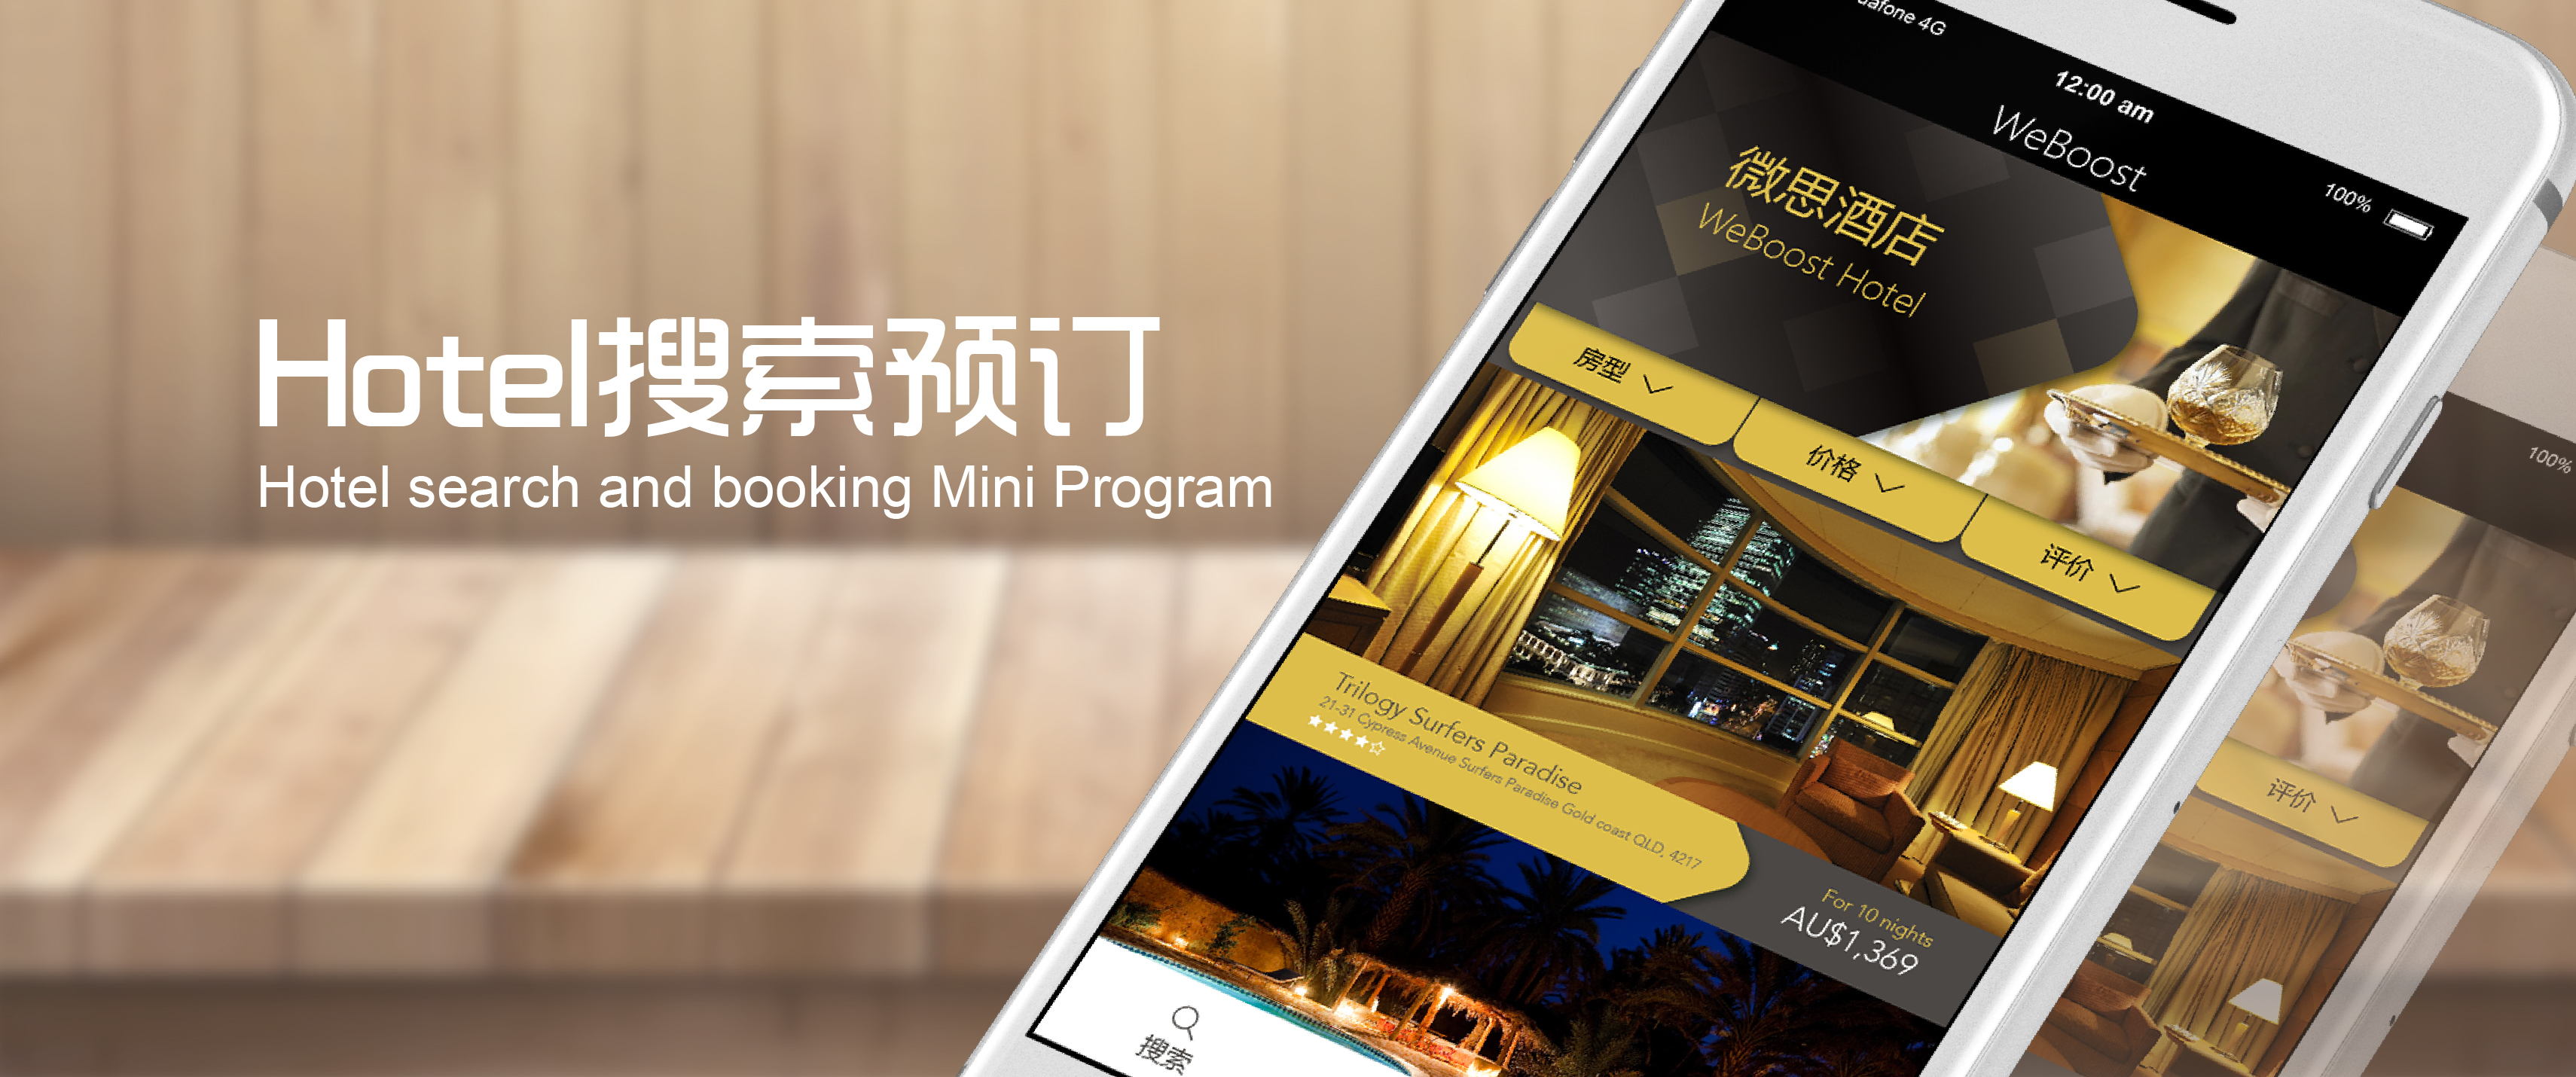 Hotel搜索预订
Hotel search and booking Mini Program
4G
12:00 am
100%
WeBoost
微思酒店
WeBoost Hotel
房型
价格
评价
Trilogy Surfers Paradise
21-31 Cypress Avenue Surfers Paradise Gold coast QLD, 4217
For 10 nights
AU$1,369
搜索
100%
评价